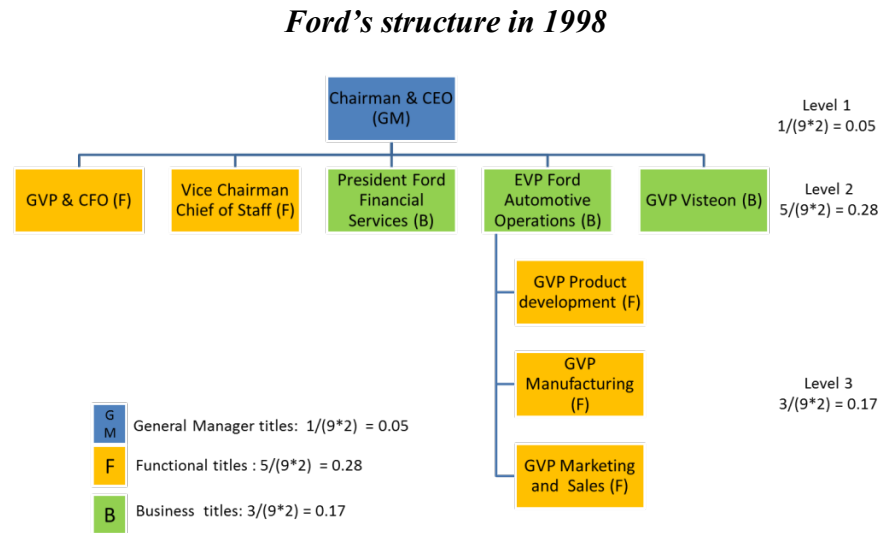 Ford’s structure in 1998
Chairman & CEO
(GM)
Level 1
1/(9*2) = 0.05
GVP & CFO (F)
Vice Chairman
Chief of Staff (F)
President Ford
Financial
Services (B)
EVP Ford
Automotive
Operations (B)
GVP Visteon (B)
Level 2
5/(9*2) = 0.28
GVP Product
development (F)
GVP
Manufacturing
(F)
Level 3
3/(9*2) = 0.17
GVP Marketing
and Sales (F)
G
M
General Manager titles: 1/(9*2) = 0.05
F
Functional titles : 5/(9*2) = 0.28
B
Business titles: 3/(9*2) = 0.17